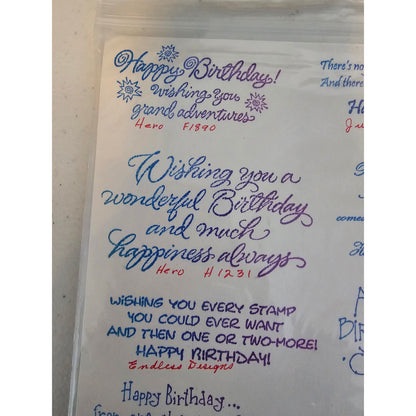 Happy Birthday!
wishing you
grand adventures
Hero F1890
Wishing you a
wonderful Birthday
and much
happiness always
Hero H1231
WISHING YOU EVERY STAMP
YOU COULD EVER WANT
AND THEN ONE OR TWO-MORE!
HAPPY BIRTHDAY!
Endless Designs
Happy Birthday...
There's no
And there